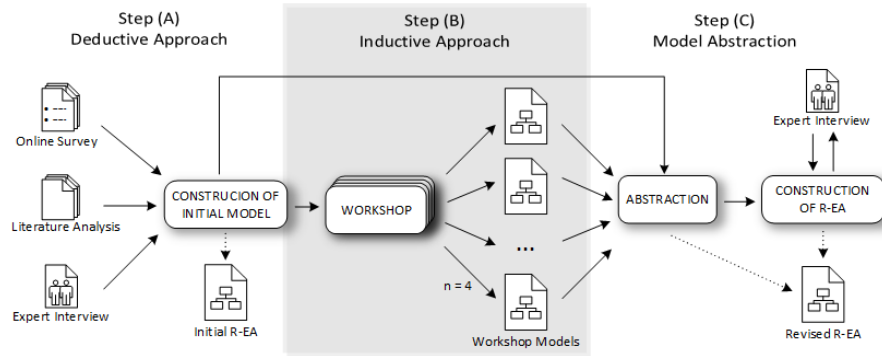 Step (A)
Deductive Approach
Step (B)
Inductive Approach
Step (C)
Model Abstraction
Online Survey
Literature Analysis
Expert Interview
CONSTRUCION OF
INITIAL MODEL
Initial R-EA
WORKSHOP
...
n = 4
Workshop Models
ABSTRACTION
Expert Interview
CONSTRUCTION
OF R-EA
Revised R-EA